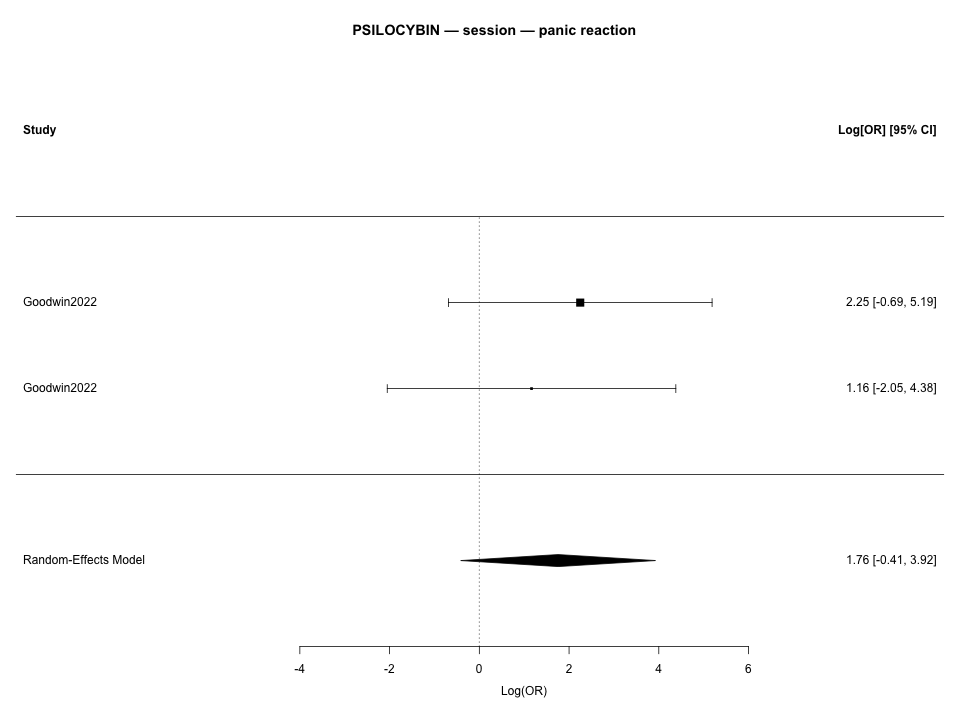 PSILOCYBIN — session — panic reaction
Study Log[OR] [95% CI]
Goodwin2022 2.25 [-0.69, 5.19]
Goodwin2022 1.16 [-2.05, 4.38]
Random-Effects Model 1.76 [-0.41, 3.92]
-4 -2 0 2 4 6
Log(OR)